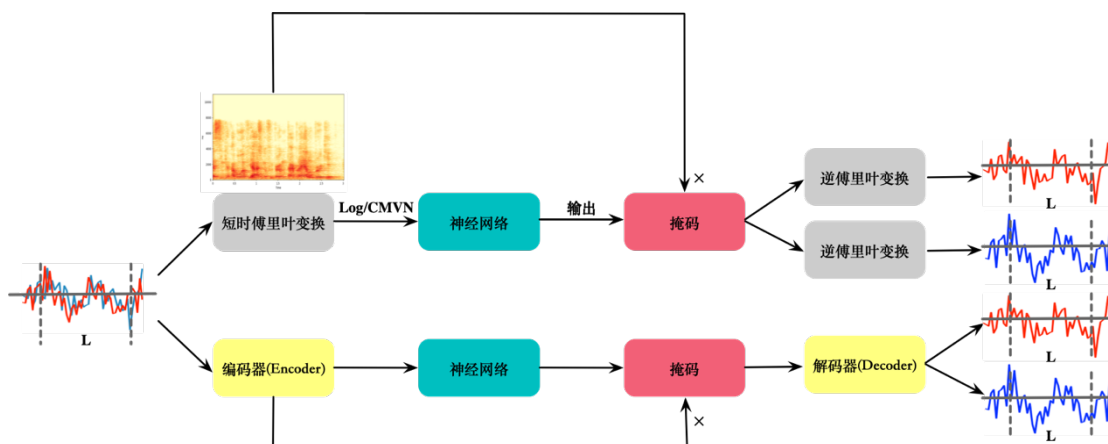 ×
Log/CMVN
输出
短时傅里叶变换
神经网络
掩码
逆傅里叶变换
L
逆傅里叶变换
L
L
编码器(Encoder)
神经网络
掩码
解码器(Decoder)
L
×
L